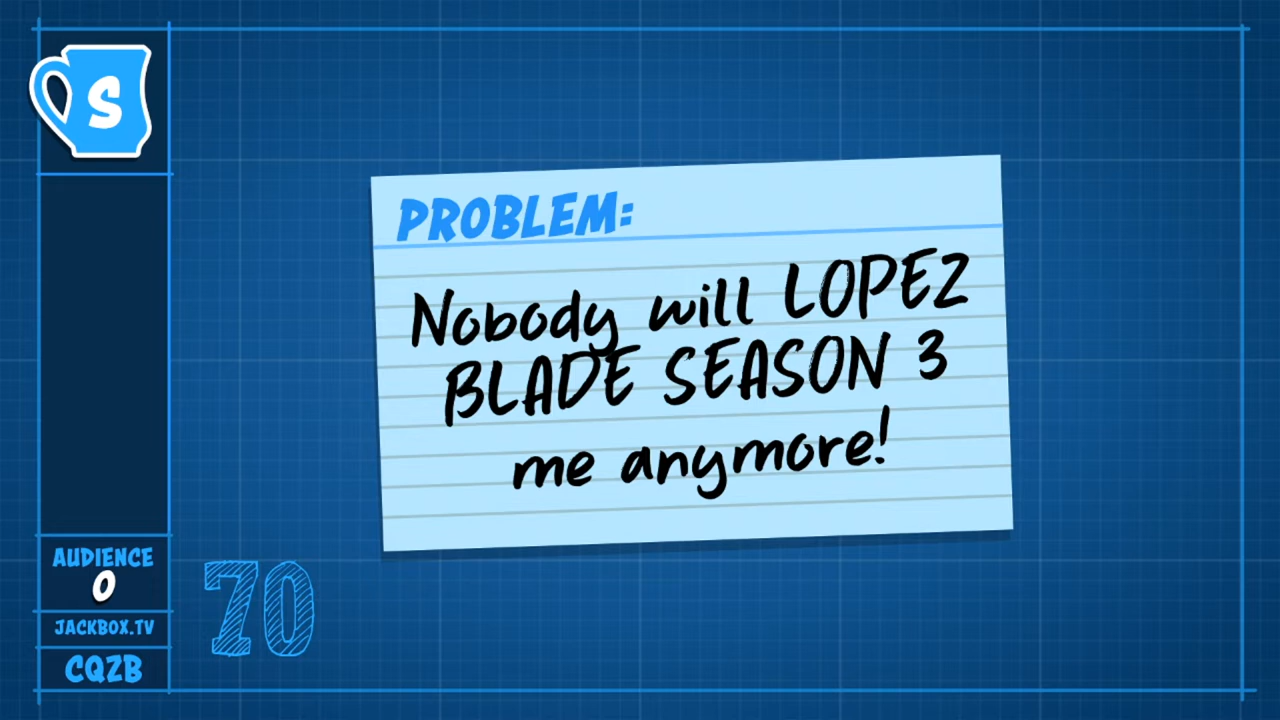 S
PROBLEM:
Nobody will LOPEZ
BLADE SEASON 3
me anymore!
AUDIENCE
0
JACKBOX.TV
CQZB
70